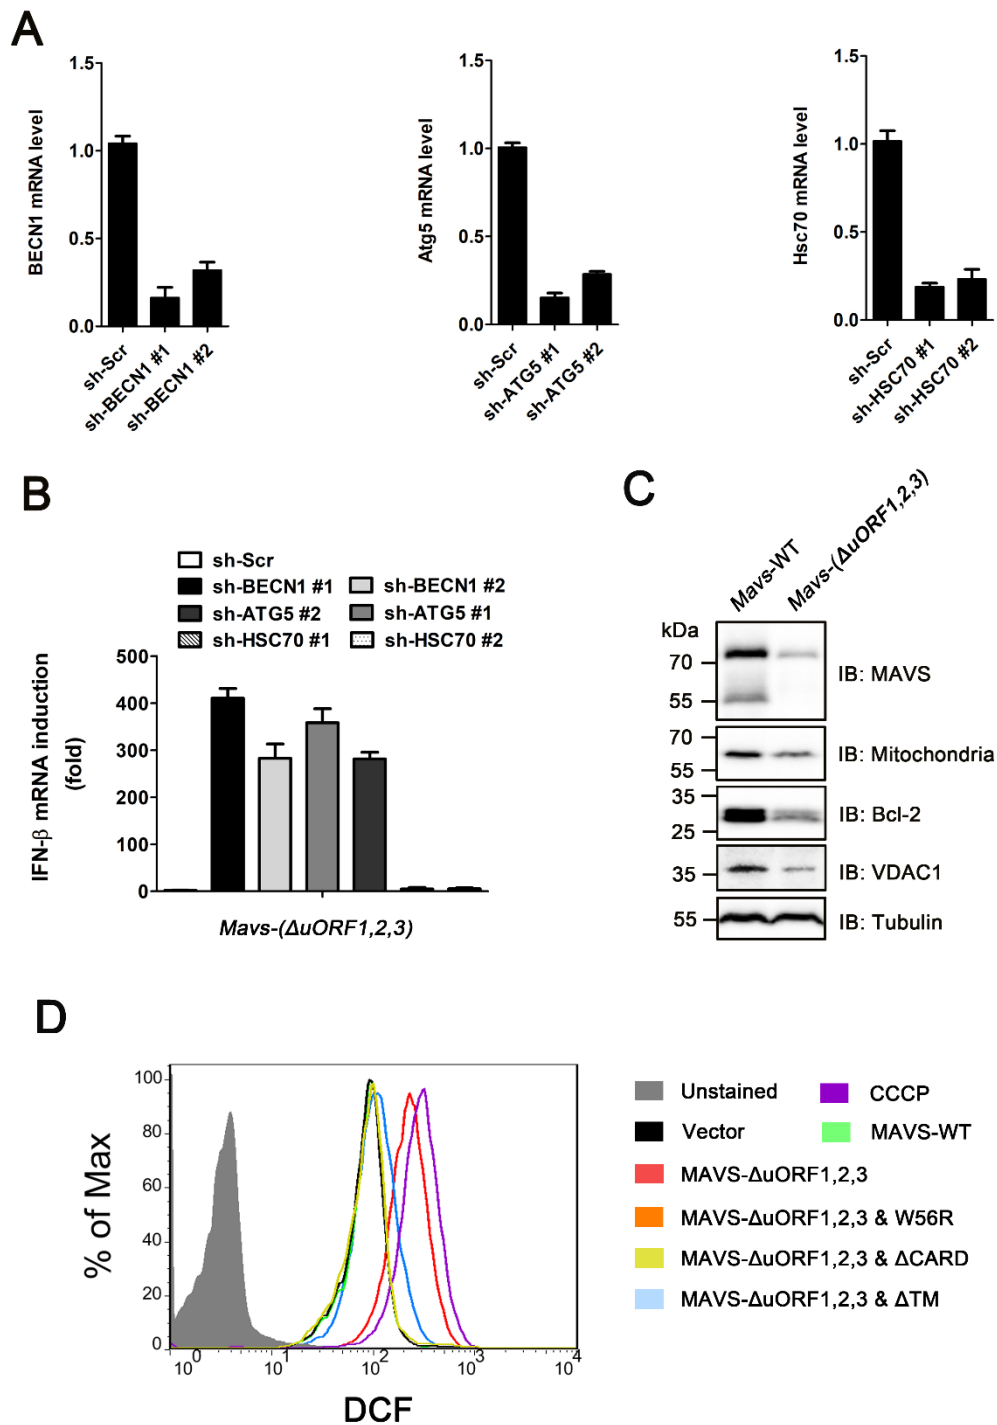 A
BECN1 mRNA level
1.5
1.0
0.5
0.0
sh-Scr
sh-BECN1 #1
sh-BECN1 #2
Atg5 mRNA level
1.5
1.0
0.5
0.0
sh-Scr
sh-ATG5 #1
sh-ATG5 #2
Hsc70 mRNA level
1.5
1.0
0.5
0.0
sh-Scr
sh-HSC70 #1
sh-HSC70 #2
B
sh-Scr
sh-BECN1 #1 sh-BECN1 #2
sh-ATG5 #2 sh-ATG5 #1
sh-HSC70 #1 sh-HSC70 #2
IFN-β mRNA induction
(fold)
500
400
300
200
100
0
Mavs-(ΔuORF1,2,3)
C
Mavs-WT
Mavs-(ΔuORF1,2,3)
kDa
70
55
IB: MAVS
70
55
IB: Mitochondria
35
25
IB: Bcl-2
35
IB: VDAC1
55
IB: Tubulin
D
% of Max
100
80
60
40
20
0
10^0 10^1 10^2 10^3 10^4
DCF
Unstained CCCP
Vector MAVS-WT
MAVS-ΔuORF1,2,3
MAVS-ΔuORF1,2,3 & W56R
MAVS-ΔuORF1,2,3 & ΔCARD
MAVS-ΔuORF1,2,3 & ΔTM